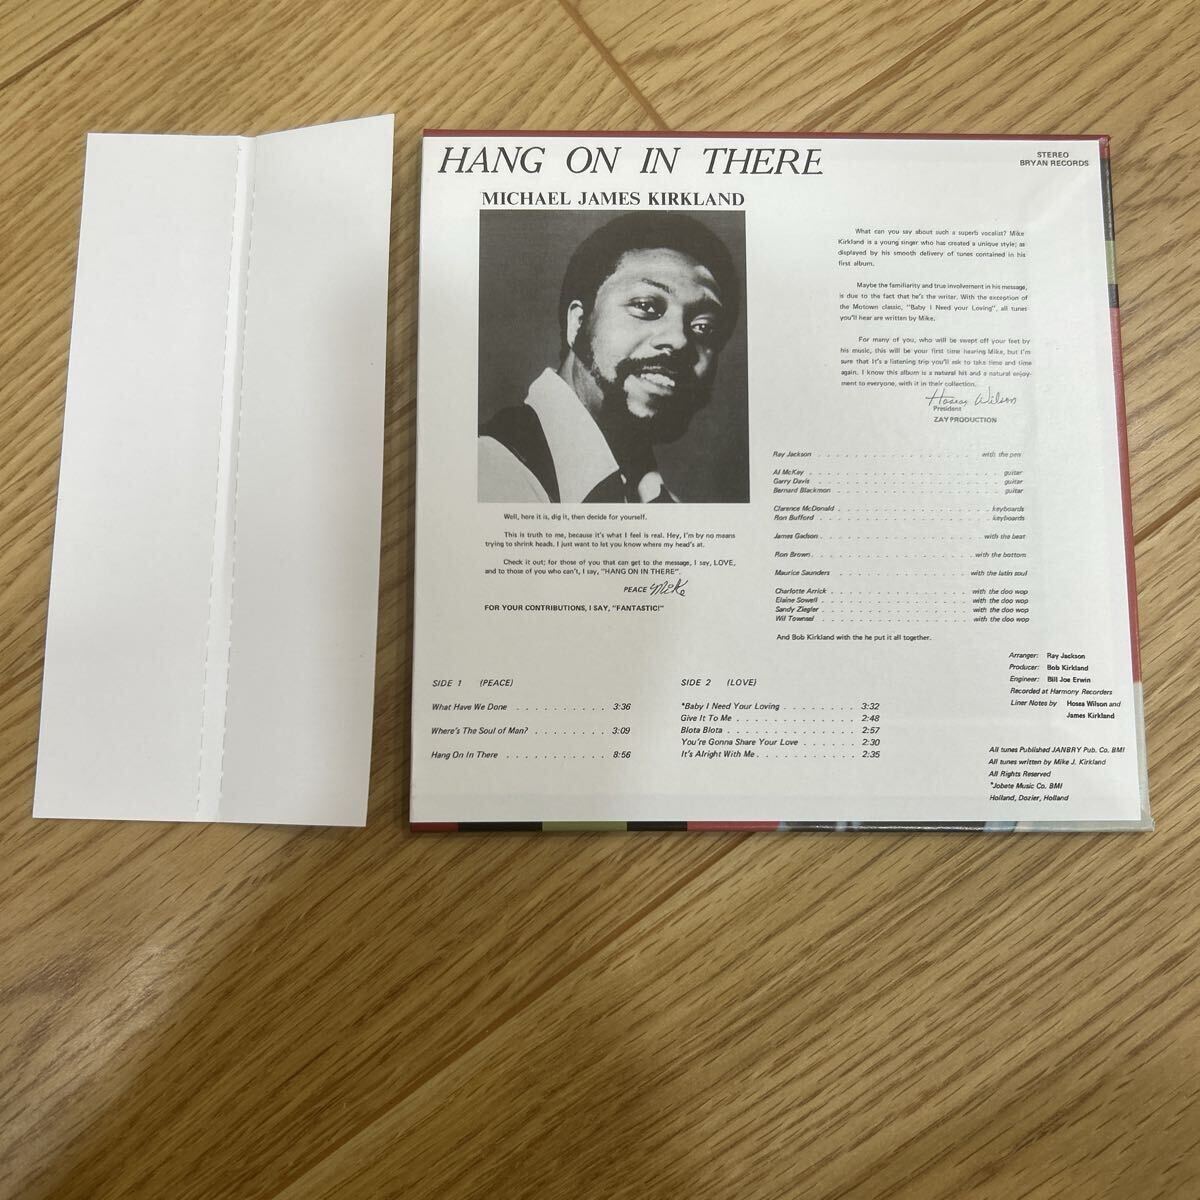 HANG ON IN THERE
STEREO
BRYAN RECORDS
MICHAEL JAMES KIRKLAND
What can you say about such a superb vocalist? Mike
Kirkland is a young singer who has created a unique style; as
displayed by his smooth delivery of tunes contained in his
first album.
Maybe the familiarity and true involvement in his message,
is due to the fact that he's the writer. With the exception of
the Motown classic, "Baby I Need your Loving", all tunes
you'll hear are written by Mike.
For many of you, who will be swept off your feet by
his music, this will be your first time hearing Mike, but I'm
sure that it's a listening trip you'll ask to take time and time
again. I know this album is a natural hit and a natural enjoy-
ment to everyone, with it in their collection.
Hosea Wilson
President
ZAY PRODUCTION
Ray Jackson . . . . . . . . . . . . . . . . with the pen
Al McKay . . . . . . . . . . . . . . . . guitar
Garry Davis . . . . . . . . . . . . . . . . guitar
Bernard Blackmon . . . . . . . . . . . . . . . . guitar
Clarence McDonald . . . . . . . . . . . . . . . . keyboards
Ron Bufford . . . . . . . . . . . . . . . . keyboards
James Gadson . . . . . . . . . . . . . . . . with the beat
Ron Brown . . . . . . . . . . . . . . . . with the bottom
Maurice Saunders . . . . . . . . . . . . . . . . with the latin soul
Charlotte Arrick . . . . . . . . . . . . . . . . with the doo wop
Elaine Sowell . . . . . . . . . . . . . . . . with the doo wop
Sandy Ziegler . . . . . . . . . . . . . . . . with the doo wop
Wil Townsel . . . . . . . . . . . . . . . . with the doo wop
And Bob Kirkland with the he put it all together.
Well, here it is, dig it, then decide for yourself.
This is truth to me, because it's what I feel is real. Hey, I'm by no means
trying to shrink heads. I just want to let you know where my head's at.
Check it out; for those of you that can get to the message, I say, LOVE,
and to those of you who can't, I say, "HANG ON IN THERE".
PEACE Mike
FOR YOUR CONTRIBUTIONS, I SAY, "FANTASTIC!"
Arranger: Ray Jackson
Producer: Bob Kirkland
Engineer: Bill Joe Erwin
Recorded at Harmony Recorders
Liner Notes by Hosea Wilson and
James Kirkland
SIDE 1 (PEACE)
What Have We Done . . . . . . . . . . 3:36
Where's The Soul of Man? . . . . . . . . 3:09
Hang On In There . . . . . . . . . . . 8:56
SIDE 2 (LOVE)
*Baby I Need Your Loving . . . . . . . . 3:32
Give It To Me . . . . . . . . . . . . 2:48
Blota Blota . . . . . . . . . . . . . 2:57
You're Gonna Share Your Love . . . . . . 2:30
It's Alright With Me . . . . . . . . . . . 2:35
All tunes Published JANBRY Pub. Co. BMI
All tunes written by Mike J. Kirkland
All Rights Reserved
*Jobete Music Co. BMI
Holland, Dozier, Holland